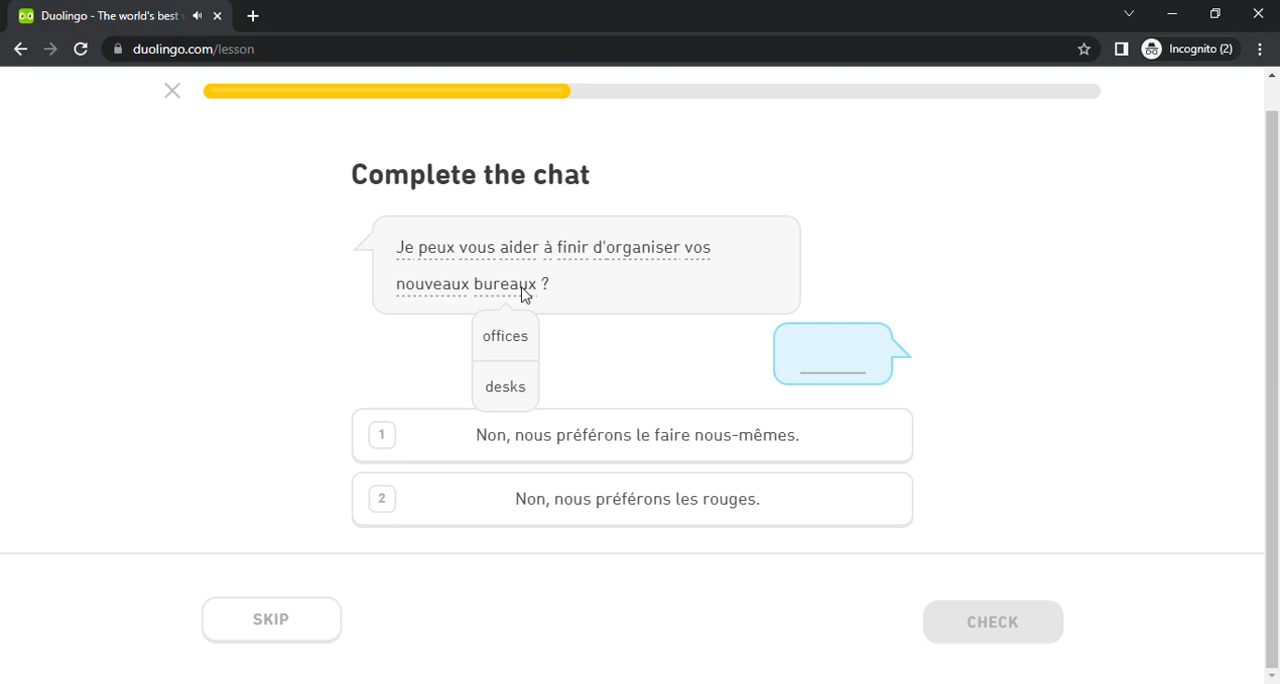 Duolingo - The world's best
duolingo.com/lesson
Incognito (2)
Complete the chat
Je peux vous aider à finir d'organiser vos
nouveaux bureaux ?
offices
desks
1 Non, nous préférons le faire nous-mêmes.
2 Non, nous préférons les rouges.
SKIP
CHECK